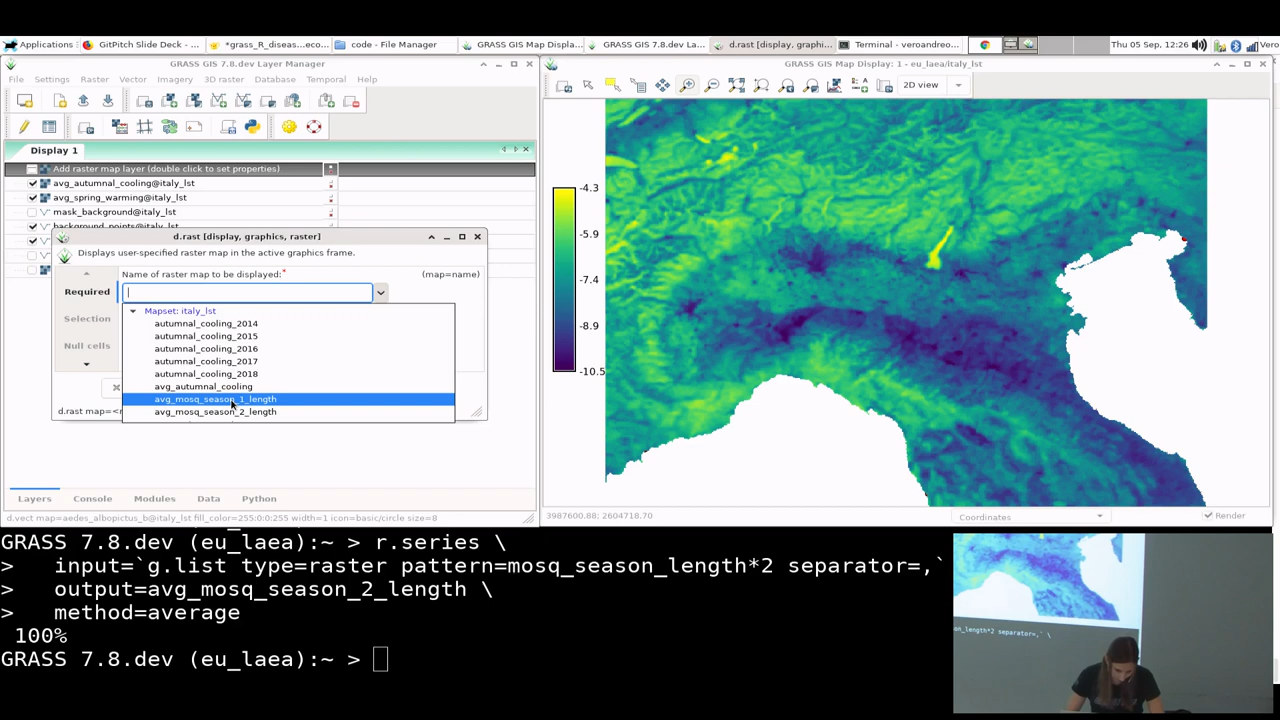 Applications
GitPitch Slide Deck - ...
*grass_R_diseas...eco...
code - File Manager
GRASS GIS Map Displa...
GRASS GIS 7.8.dev La...
d.rast [display, graphi...
Terminal - veroandreo...
Thu 05 Sep, 12:26
Vero
GRASS GIS 7.8.dev Layer Manager
File Settings Raster Vector Imagery 3D raster Database Temporal Help
Display 1
Add raster map layer (double click to set properties)
avg_autumnal_cooling@italy_lst
avg_spring_warming@italy_lst
mask_background@italy_lst
background_points@italy_lst
d.rast [display, graphics, raster]
Displays user-specified raster map in the active graphics frame.
Name of raster map to be displayed:*
(map=name)
Required
Selection
Null cells
Mapset: italy_lst
autumnal_cooling_2014
autumnal_cooling_2015
autumnal_cooling_2016
autumnal_cooling_2017
autumnal_cooling_2018
avg_autumnal_cooling
avg_mosq_season_1_length
avg_mosq_season_2_length
d.rast map=<r
Layers Console Modules Data Python
d.vect map=aedes_albopictus_b@italy_lst fill_color=255:0:0:255 width=1 icon=basic/circle size=8
GRASS GIS Map Display: 1 - eu_laea/italy_lst
2D view
-4.3
-5.9
-7.4
-8.9
-10.5
3987600.88; 2604718.70
Coordinates
Render
GRASS 7.8.dev (eu_laea):~ > r.series \
>   input=`g.list type=raster pattern=mosq_season_length*2 separator=,` \
>   output=avg_mosq_season_2_length \
>   method=average
100%
GRASS 7.8.dev (eu_laea):~ >
on_length*2 separator=,` \